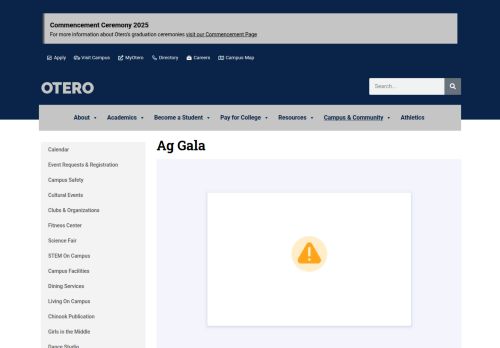 Commencement Ceremony 2025
For more information about Otero's graduation ceremonies visit our Commencement Page
Apply Visit Campus MyOtero Directory Careers Campus Map
OTERO
Search...
About Academics Become a Student Pay for College Resources Campus & Community Athletics
Calendar
Event Requests & Registration
Campus Safety
Cultural Events
Clubs & Organizations
Fitness Center
Science Fair
STEM On Campus
Campus Facilities
Dining Services
Living On Campus
Chinook Publication
Girls in the Middle
Dance Studio
Ag Gala